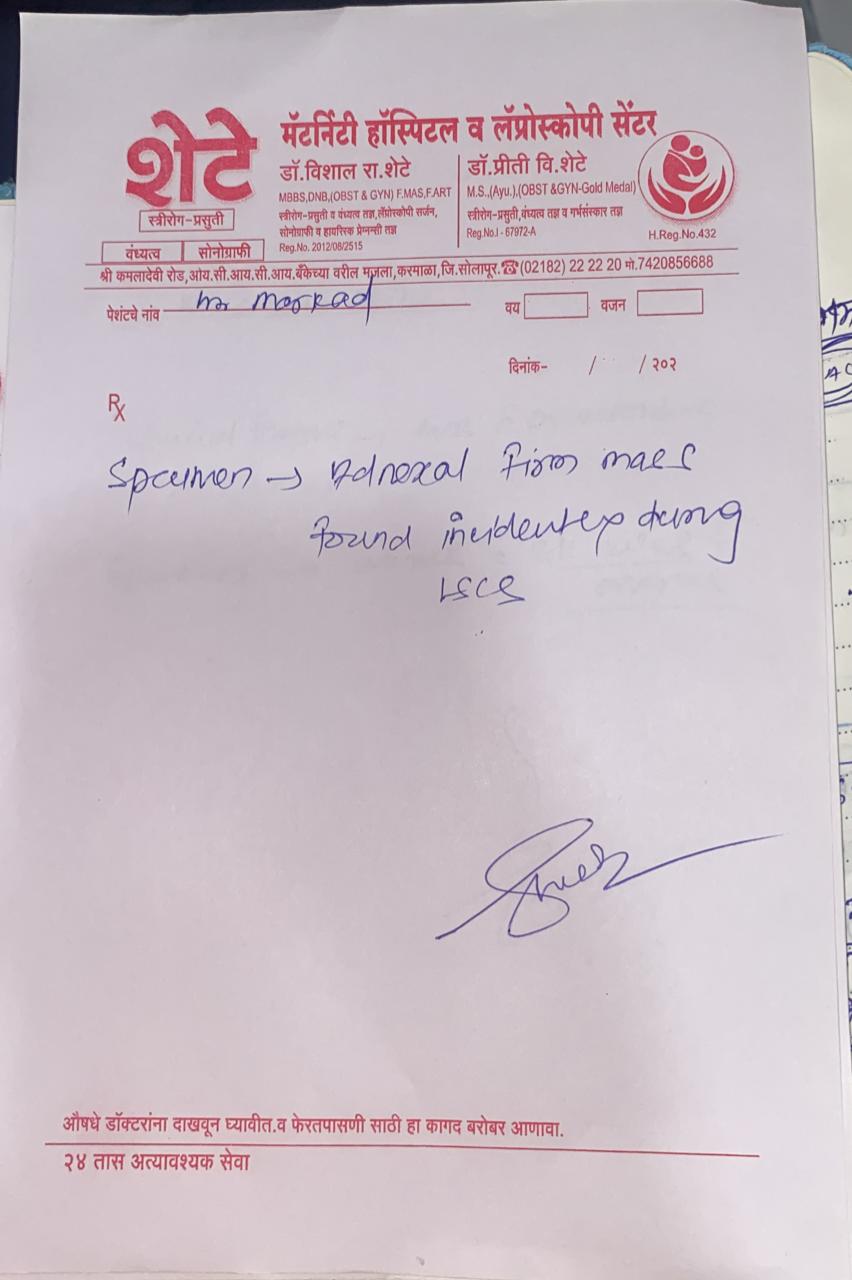 शेटे
स्त्रीरोग-प्रसुती
वंध्यत्व सोनोग्राफी
मॅटर्निटी हॉस्पिटल व लॅप्रोस्कोपी सेंटर
डॉ.विशाल रा.शेटे
MBBS,DNB,(OBST & GYN) F.MAS,F.ART
स्त्रीरोग-प्रसुती व वंध्यत्व तज्ञ,लॅप्रोस्कोपी सर्जन,
सोनोग्राफी व हायरिस्क प्रेग्नन्सी तज्ञ
Reg.No. 2012/08/2515
डॉ.प्रीती वि.शेटे
M.S.,(Ayu.),(OBST &GYN-Gold Medal)
स्त्रीरोग-प्रसुती,वंध्यत्व तज्ञ व गर्भसंस्कार तज्ञ
Reg.No.I - 67972-A
H.Reg.No.432
श्री कमलादेवी रोड,ओय.सी.आय.सी.आय.बँकेच्या वरील मजला,करमाळा,जि.सोलापूर.☎(02182) 22 22 20 मो.7420856688
पेशंटचे नांव morkad वय वजन
दिनांक- / / २०२
Rx
Specimen → Adnexal firm mass
found incidently during
LSCS
औषधे डॉक्टरांना दाखवून घ्यावीत.व फेरतपासणी साठी हा कागद बरोबर आणावा.
२४ तास अत्यावश्यक सेवा